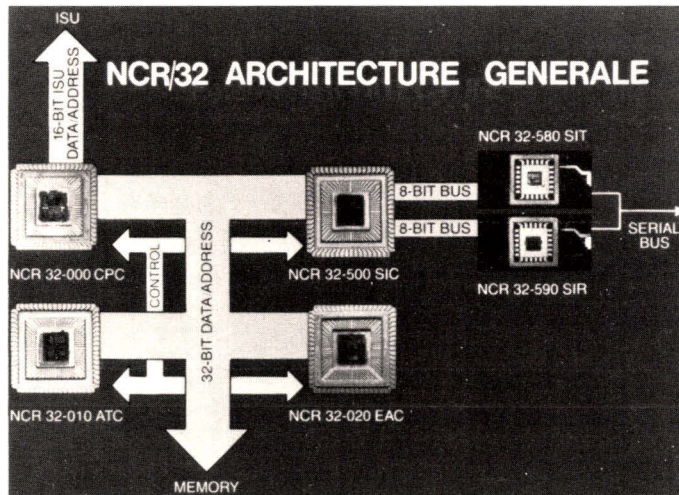 ISU
NCR/32 ARCHITECTURE GENERALE
16-BIT ISU
DATA/ADDRESS
NCR 32-580 SIT
8-BIT BUS
8-BIT BUS
SERIAL
BUS
NCR 32-000 CPC
NCR 32-500 SIC
NCR 32-590 SIR
CONTROL
32-BIT DATA ADDRESS
NCR 32-010 ATC
NCR 32-020 EAC
MEMORY